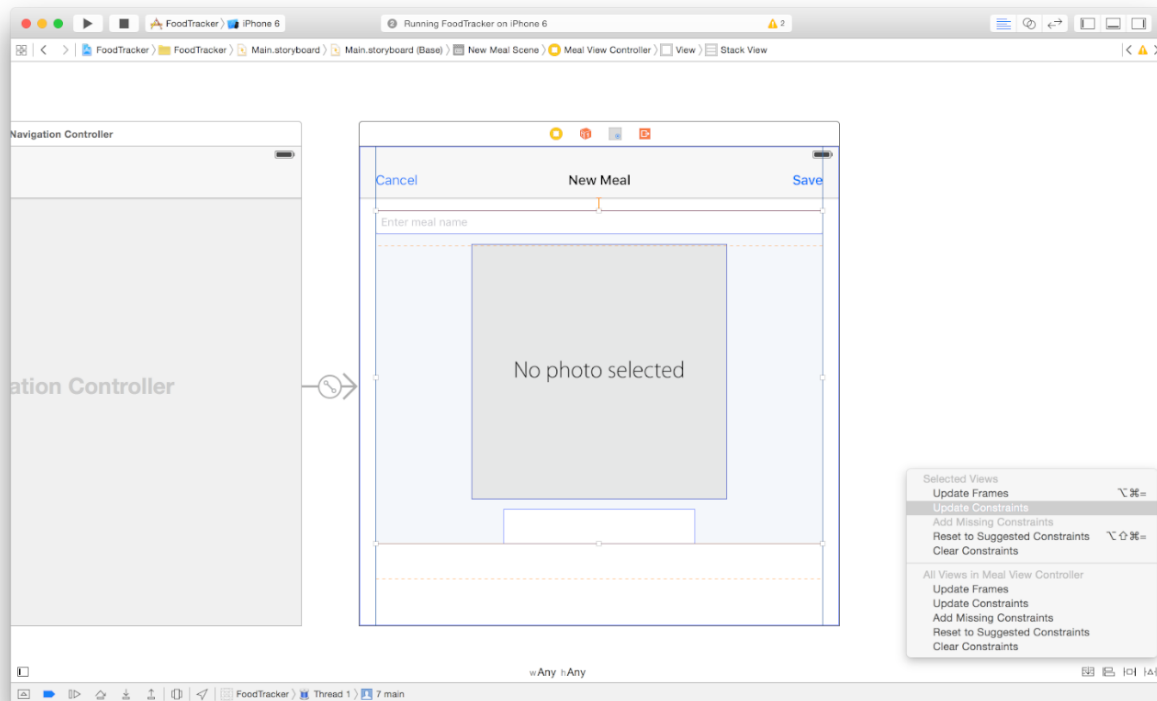 FoodTracker iPhone 6 Running FoodTracker on iPhone 6 2
FoodTracker FoodTracker Main.storyboard Main.storyboard (Base) New Meal Scene Meal View Controller View Stack View
Navigation Controller
Cancel New Meal Save
Enter meal name
No photo selected
ation Controller
Selected Views
Update Frames ⌥⌘=
Update Constraints
Add Missing Constraints
Reset to Suggested Constraints ⌥⇧⌘=
Clear Constraints
All Views in Meal View Controller
Update Frames
Update Constraints
Add Missing Constraints
Reset to Suggested Constraints
Clear Constraints
wAny hAny
FoodTracker Thread 1 7 main